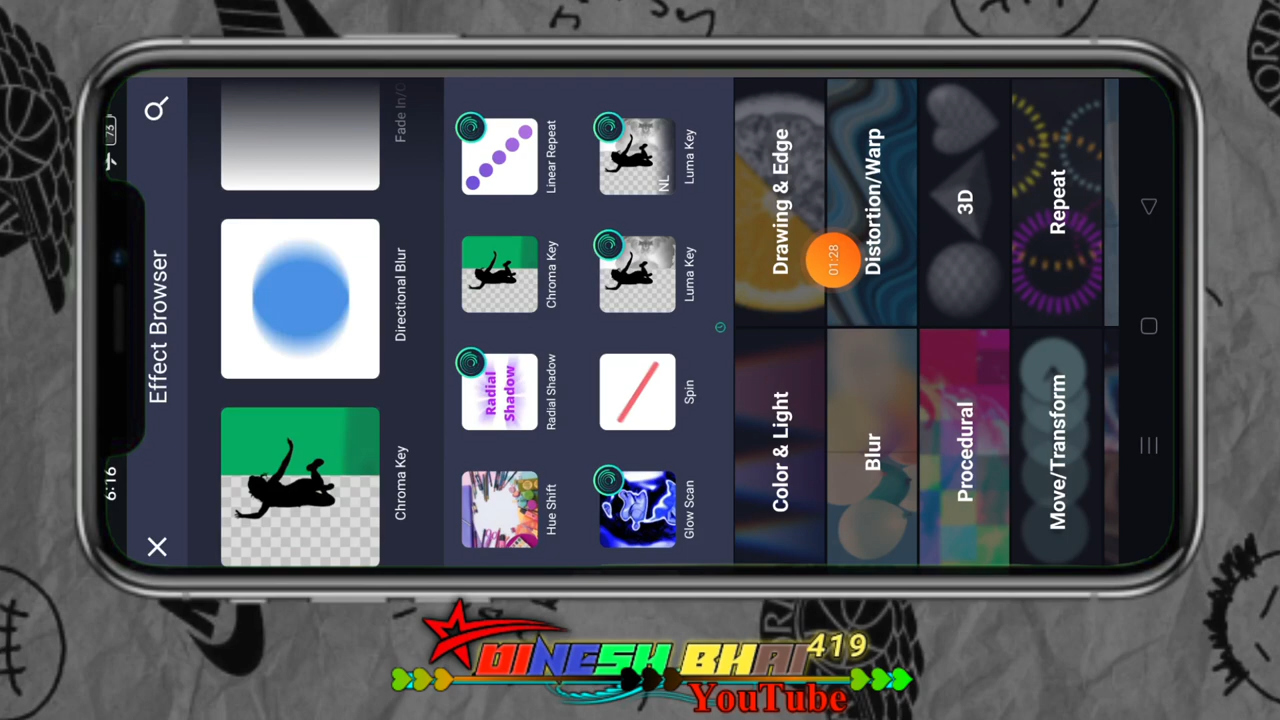 6:16
73
Effect Browser
Chroma Key
Directional Blur
Fade In/O
Hue Shift
Radial Shadow
Radial Shadow
Chroma Key
Linear Repeat
Glow Scan
Spin
Luma Key
NL
Luma Key
Color & Light
Drawing & Edge
01:28
Blur
Distortion/Warp
Procedural
3D
Move/Transform
Repeat
DINESH BHAI 419
YouTube